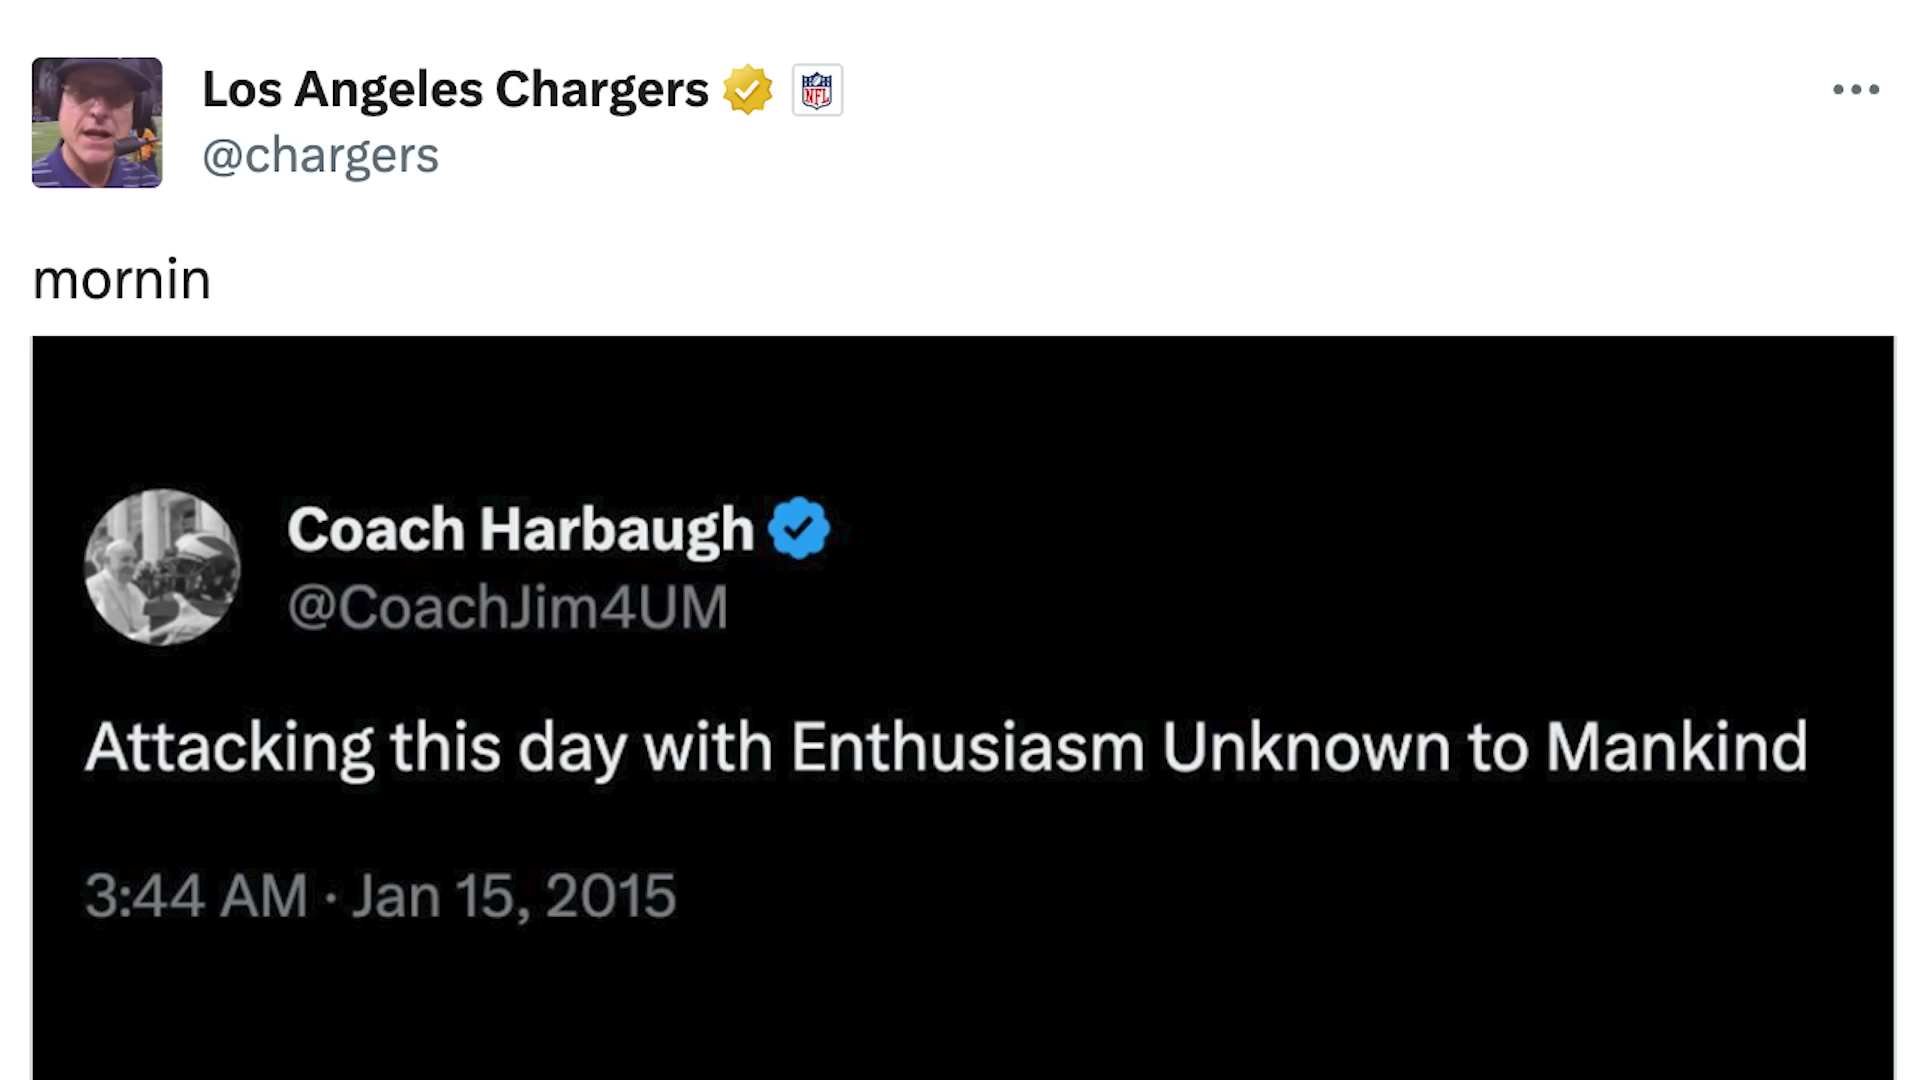 Los Angeles Chargers NFL
@chargers
mornin
Coach Harbaugh
@CoachJim4UM
Attacking this day with Enthusiasm Unknown to Mankind
3:44 AM · Jan 15, 2015